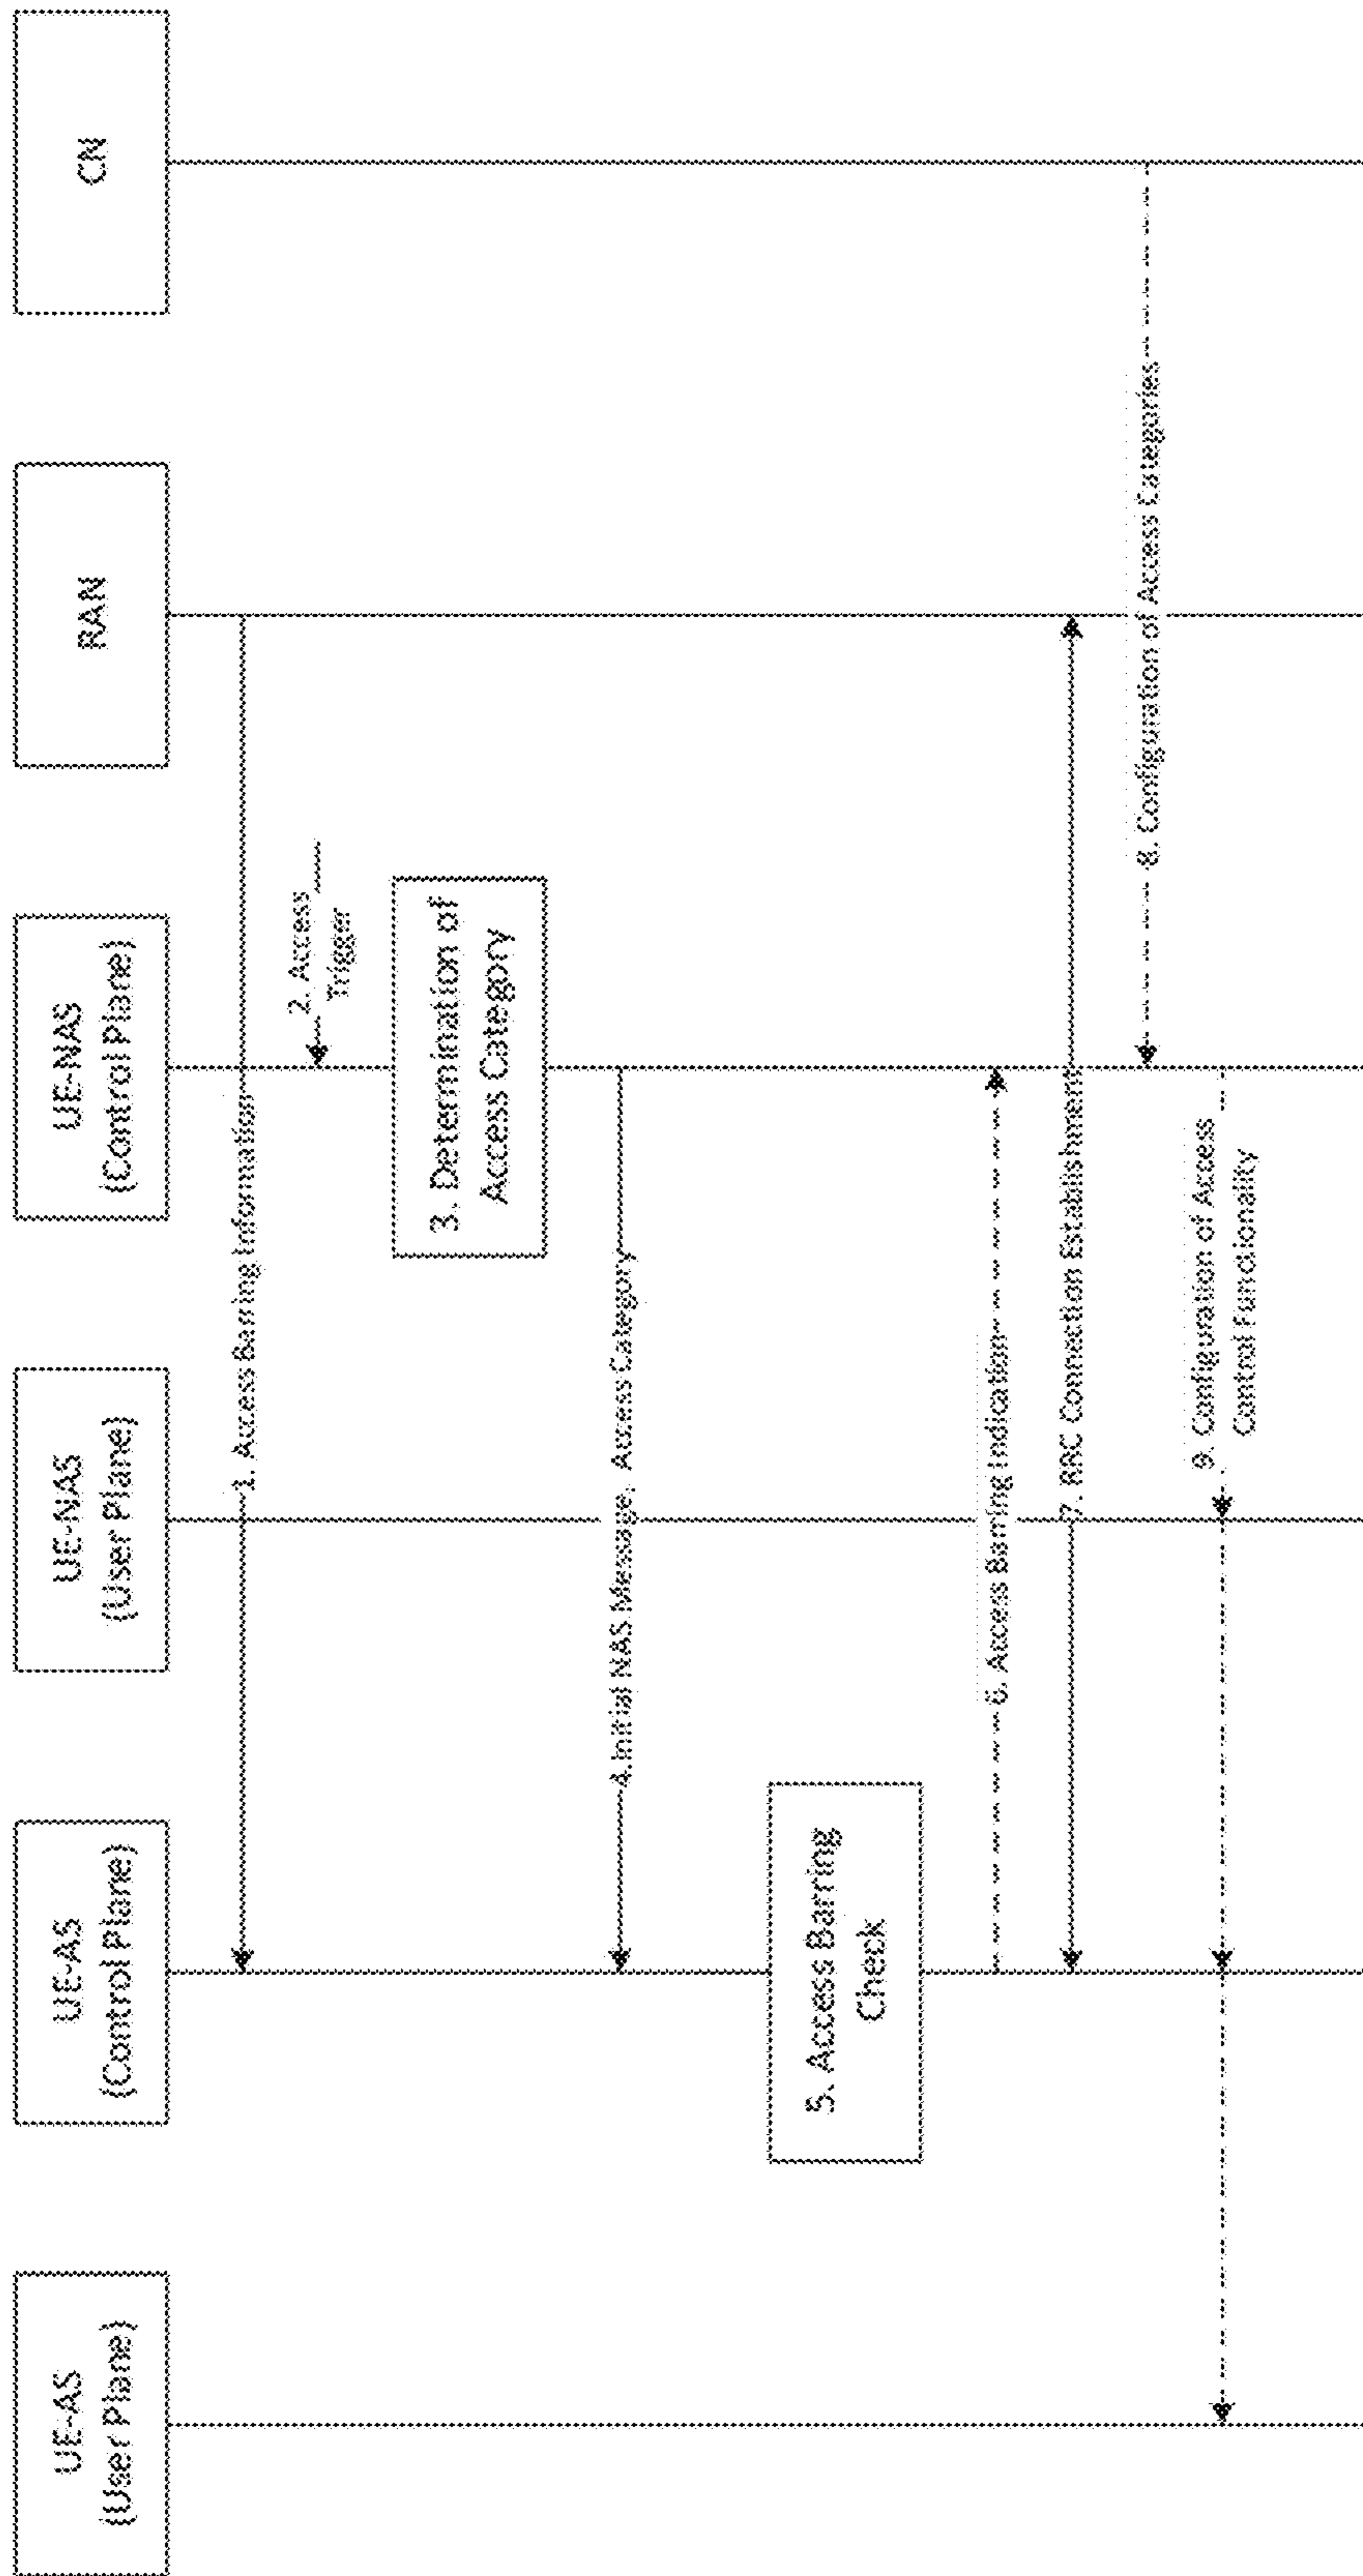 UE-AS
(User Plane)
UE-AS
(Control Plane)
UE-NAS
(User Plane)
UE-NAS
(Control Plane)
RAN
CN
1. Access Barring Information
2. Access
Trigger
3. Determination of
Access Category
4.Initial NAS Message, Access Category
5. Access Barring
Check
6. Access Barring Indication
7. RRC Connection Establishment
8. Configuration of Access Categories
9. Configuration of Access
Control Functionality